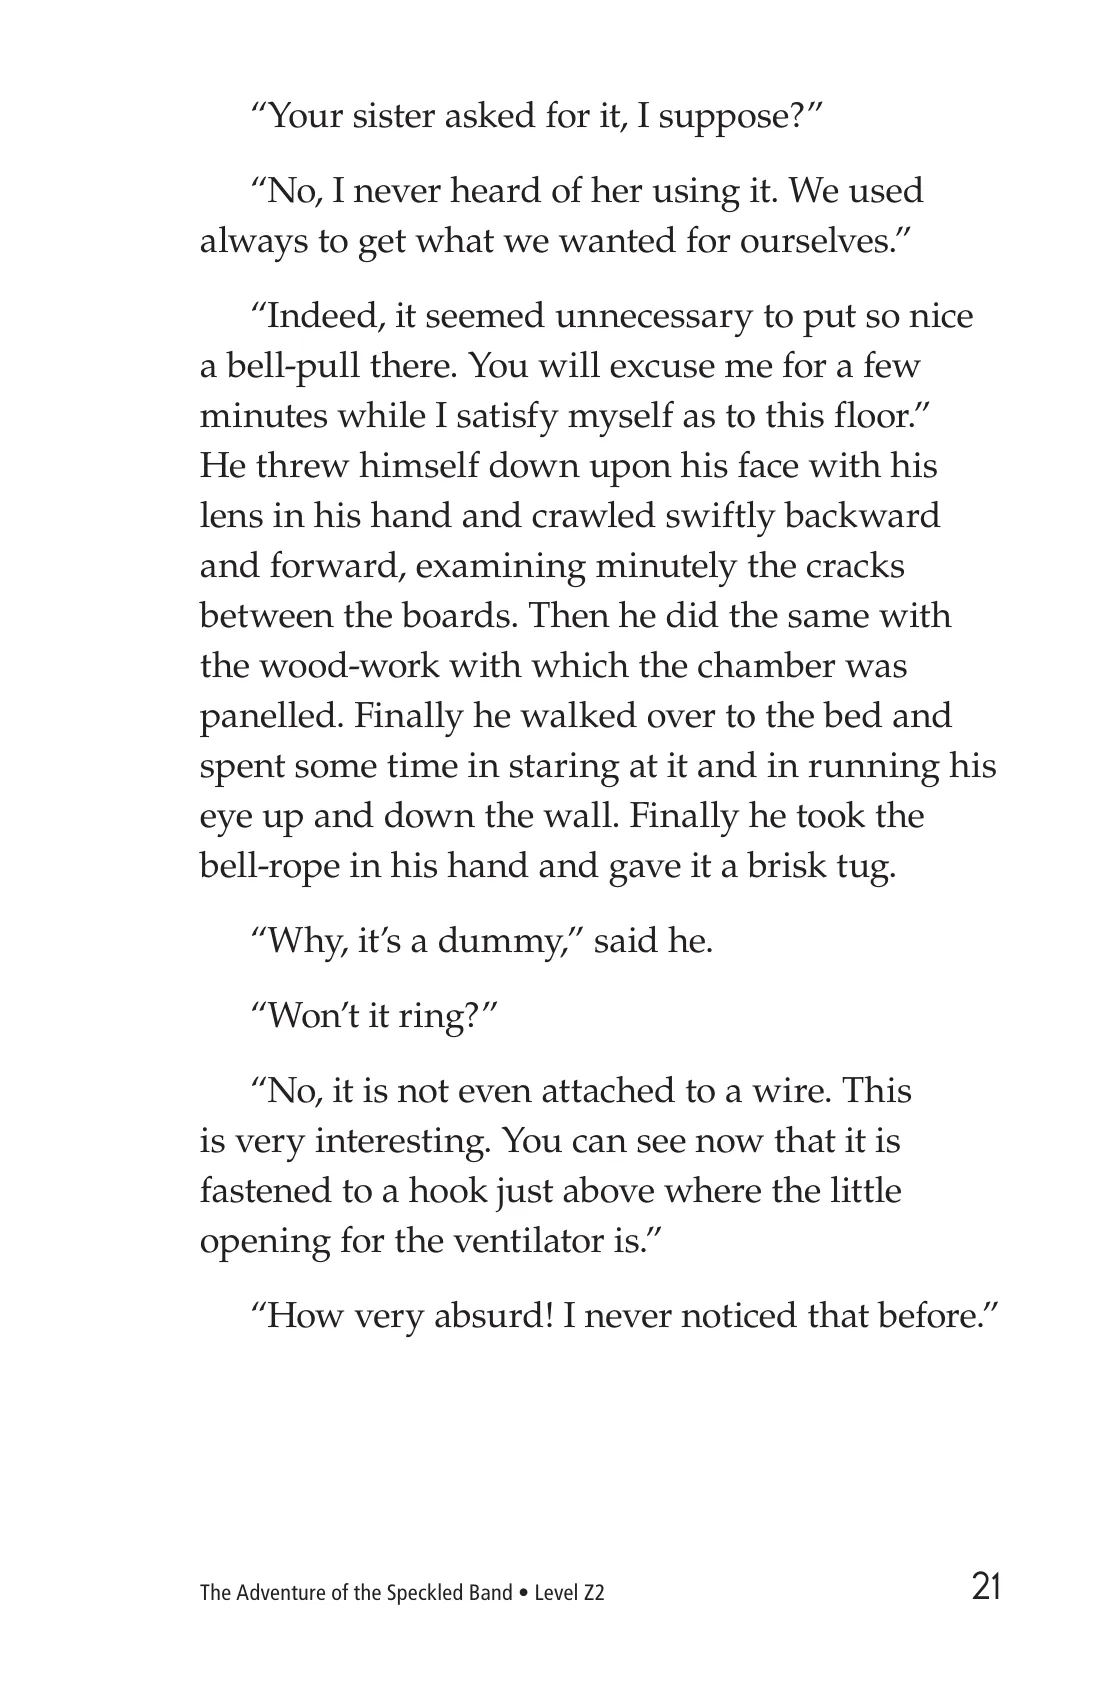 “Your sister asked for it, I suppose?”
“No, I never heard of her using it. We used
always to get what we wanted for ourselves.”
“Indeed, it seemed unnecessary to put so nice
a bell-pull there. You will excuse me for a few
minutes while I satisfy myself as to this floor.”
He threw himself down upon his face with his
lens in his hand and crawled swiftly backward
and forward, examining minutely the cracks
between the boards. Then he did the same with
the wood-work with which the chamber was
panelled. Finally he walked over to the bed and
spent some time in staring at it and in running his
eye up and down the wall. Finally he took the
bell-rope in his hand and gave it a brisk tug.
“Why, it’s a dummy,” said he.
“Won’t it ring?”
“No, it is not even attached to a wire. This
is very interesting. You can see now that it is
fastened to a hook just above where the little
opening for the ventilator is.”
“How very absurd! I never noticed that before.”
The Adventure of the Speckled Band • Level Z2
21